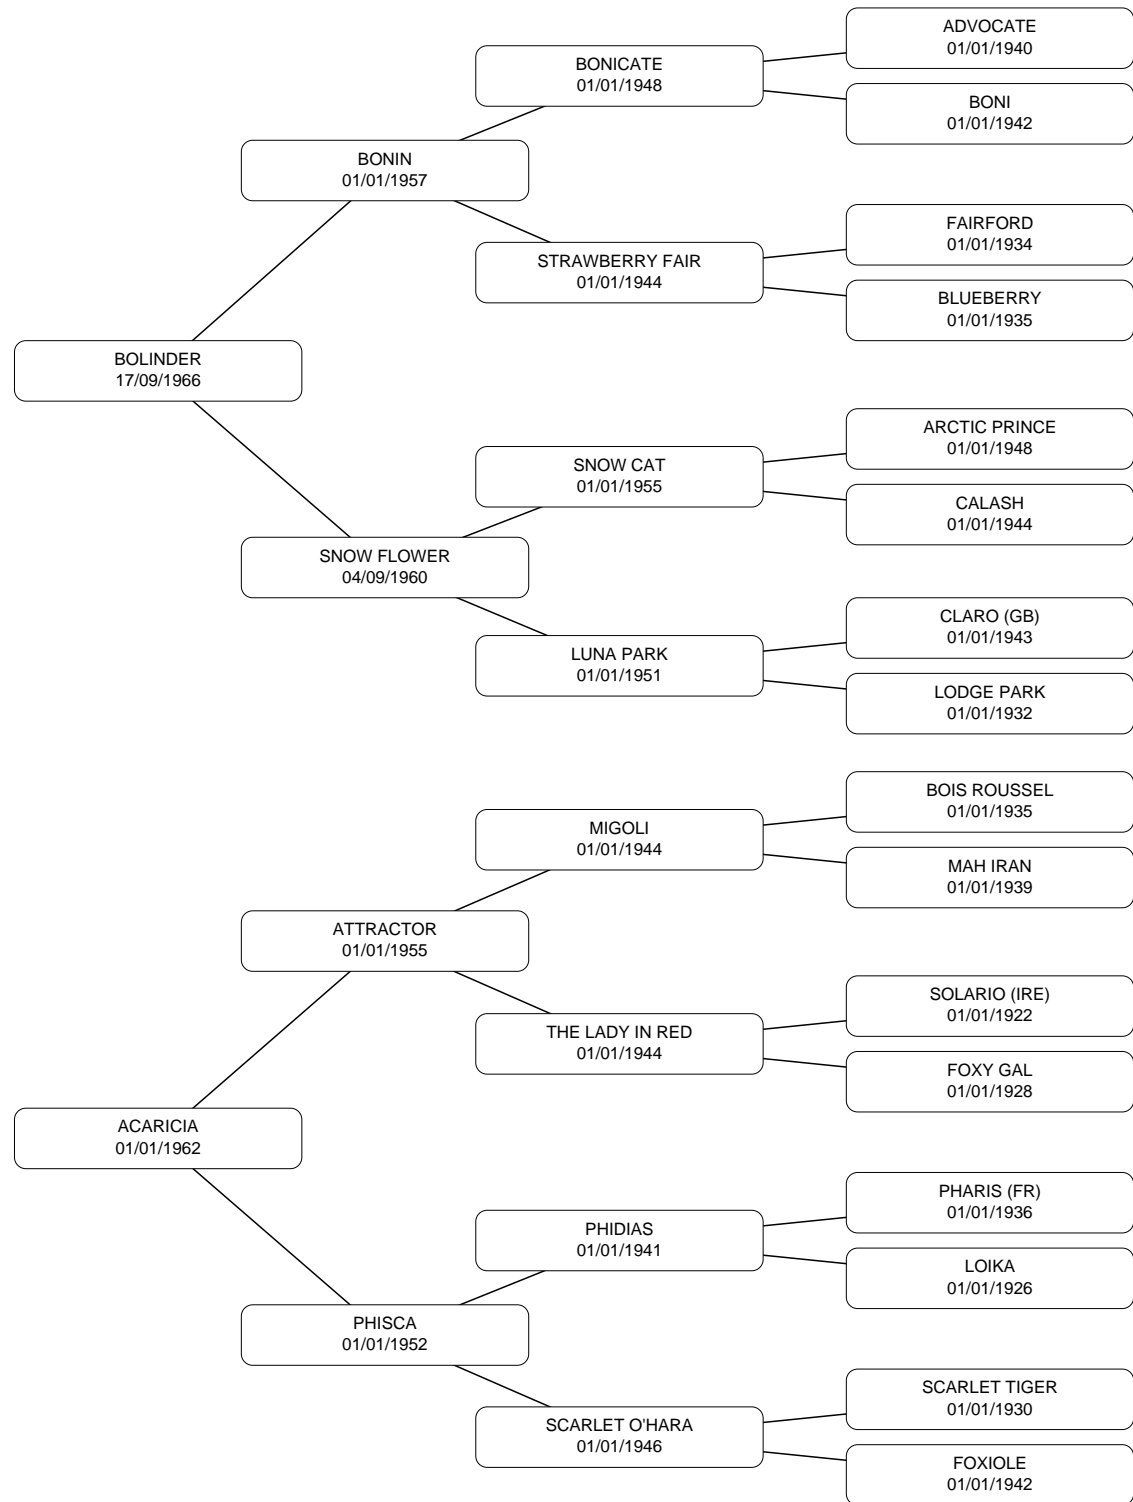 ADVOCATE
01/01/1940
BONICATE
01/01/1948
BONI
01/01/1942
BONIN
01/01/1957
FAIRFORD
01/01/1934
STRAWBERRY FAIR
01/01/1944
BLUEBERRY
01/01/1935
BOLINDER
17/09/1966
ARCTIC PRINCE
01/01/1948
SNOW CAT
01/01/1955
CALASH
01/01/1944
SNOW FLOWER
04/09/1960
CLARO (GB)
01/01/1943
LUNA PARK
01/01/1951
LODGE PARK
01/01/1932
BOIS ROUSSEL
01/01/1935
MIGOLI
01/01/1944
MAH IRAN
01/01/1939
ATTRACTOR
01/01/1955
SOLARIO (IRE)
01/01/1922
THE LADY IN RED
01/01/1944
FOXY GAL
01/01/1928
ACARICIA
01/01/1962
PHARIS (FR)
01/01/1936
PHIDIAS
01/01/1941
LOIKA
01/01/1926
PHISCA
01/01/1952
SCARLET TIGER
01/01/1930
SCARLET O'HARA
01/01/1946
FOXIOLE
01/01/1942